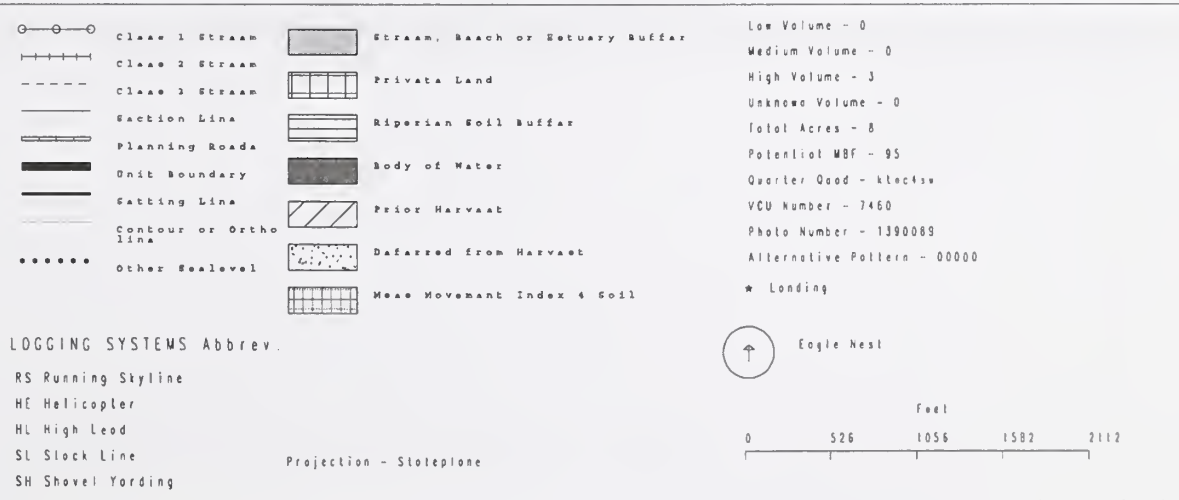 Class 1 Stream
Class 2 Stream
Class 3 Stream
Section Line
Planning Roads
Unit Boundary
Setting Line
Contour or Ortho
line
Other Sealevel
Stream, Beach or Estuary Buffer
Private Land
Riparian Soil Buffer
Body of Water
Prior Harvest
Deferred from Harvest
Mass Movement Index 4 Soil
Low Volume - 0
Medium Volume - 0
High Volume - 3
Unknown Volume - 0
Total Acres - 8
Potential MBF - 95
Quarter Quad - ktnc4sw
VCU Number - 7460
Photo Number - 1390089
Alternative Pattern - 00000
★ Landing
Eagle Nest
LOGGING SYSTEMS Abbrev.
RS Running Skyline
HE Helicopter
HL High Lead
SL Slack Line
SH Shovel Yarding
Projection - Stateplane
Feet
0 526 1056 1582 2112